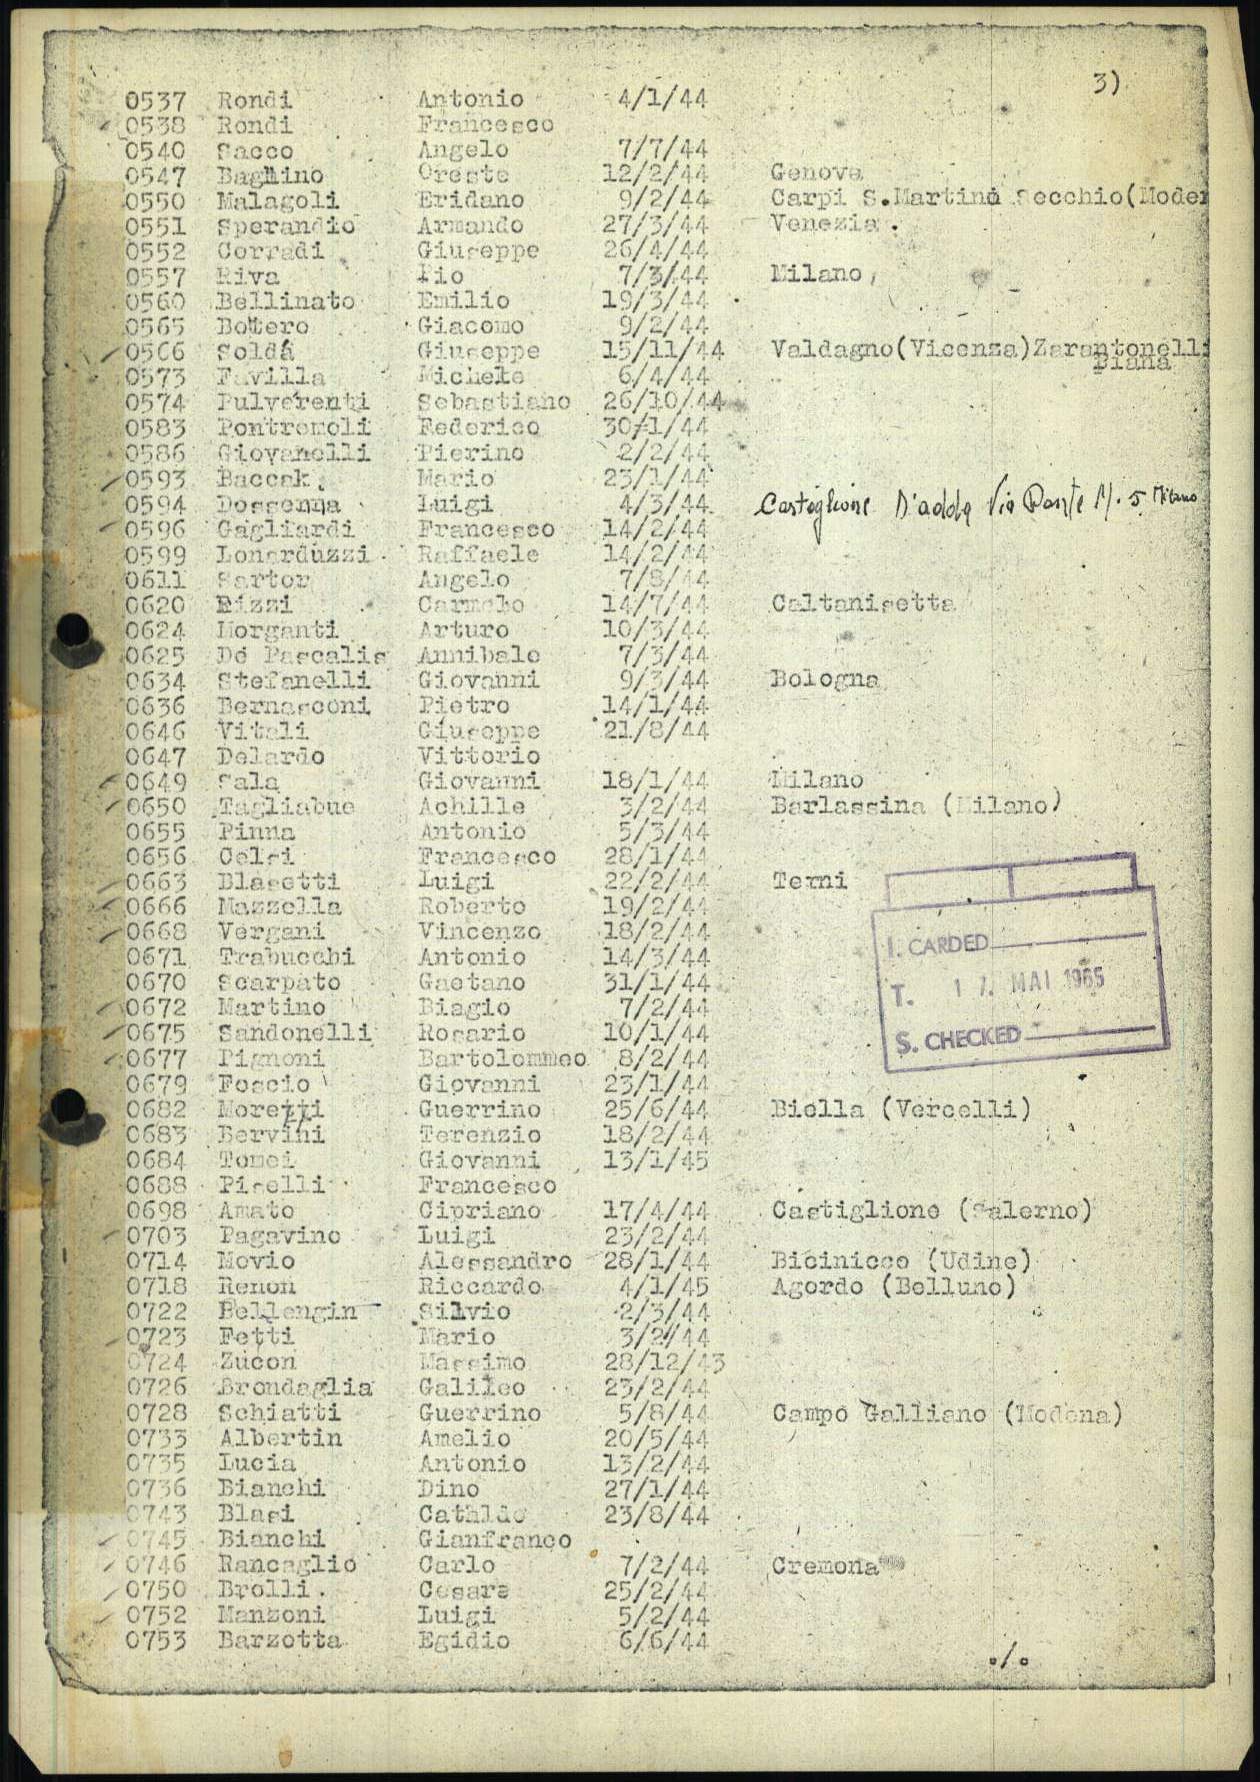 3)
0537 Rondi Antonio 4/1/44
0538 Rondi Francesco
0540 Sacco Angelo 7/7/44
0547 Baghino Oreste 12/2/44 Genova
0550 Malagoli Eridano 9/2/44 Carpi S.Martino Secchio(Moden
0551 Sperandio Armando 27/3/44 Venezia.
0552 Corradi Giuseppe 26/4/44
0557 Riva Pio 7/3/44 Milano
0560 Bellinato Emilio 19/3/44
0565 Bottero Giacomo 9/2/44
0566 Soldá Giuseppe 15/11/44 Valdagno(Vicenza)Zarantonelli
Piana
0573 Favilla Michele 6/4/44
0574 Pulverenti Sebastiano 26/10/44
0583 Pontremoli Federico 30/1/44
0586 Giovanelli Pierino 2/2/44
0593 Baccak Mario 23/1/44
0594 Dossenna Luigi 4/3/44 Castiglione D'adda Via Dante N. 5 Milano
0596 Gagliardi Francesco 14/2/44
0599 Lonarduzzi Raffaele 14/2/44
0611 Sartor Angelo 7/8/44
0620 Rizzi Carmelo 14/7/44 Caltanisetta
0624 Morganti Arturo 10/3/44
0625 De Pascalis Annibale 7/3/44
0634 Stefanelli Giovanni 9/3/44 Bologna
0636 Bernasconi Pietro 14/1/44
0646 Vitali Giuseppe 21/8/44
0647 Delardo Vittorio
0649 Sala Giovanni 18/1/44 Milano
0650 Tagliabue Achille 3/2/44 Barlassina (Milano)
0655 Pinna Antonio 5/3/44
0656 Celsi Francesco 28/1/44
0663 Blasetti Luigi 22/2/44 Terni
0666 Mazzella Roberto 19/2/44
0668 Vergani Vincenzo 18/2/44
I. CARDED
0671 Trabucchi Antonio 14/3/44
0670 Scarpato Gaetano 31/1/44
T. 17. MAI 1965
0672 Martino Biagio 7/2/44
0675 Sandonelli Rosario 10/1/44
S. CHECKED
0677 Pignoni Bartolommeo 8/2/44
0679 Foscio Giovanni 23/1/44
0682 Moretti Guerrino 25/6/44 Biella (Vercelli)
0683 Bervini Terenzio 18/2/44
0684 Tomei Giovanni 13/1/45
0688 Piselli Francesco
0698 Amato Cipriano 17/4/44 Castiglione (Salerno)
0703 Pagavino Luigi 23/2/44
0714 Movio Alessandro 28/1/44 Bicinicco (Udine)
0718 Renon Riccardo 4/1/45 Agordo (Belluno)
0722 Bellengin Silvio 2/3/44
0723 Fetti Mario 3/2/44
0724 Zucon Massimo 28/12/43
0726 Brondaglia Galileo 23/2/44
0728 Schiatti Guerrino 5/8/44 Campo Galliano (Modena)
0733 Albertin Amelio 20/5/44
0735 Lucia Antonio 13/2/44
0736 Bianchi Dino 27/1/44
0743 Blasi Cataldo 23/8/44
0745 Bianchi Gianfranco
0746 Rancaglio Carlo 7/2/44 Cremona
0750 Brolli Cesare 25/2/44
0752 Manzoni Luigi 5/2/44
0753 Barzotta Egidio 6/6/44
o/o